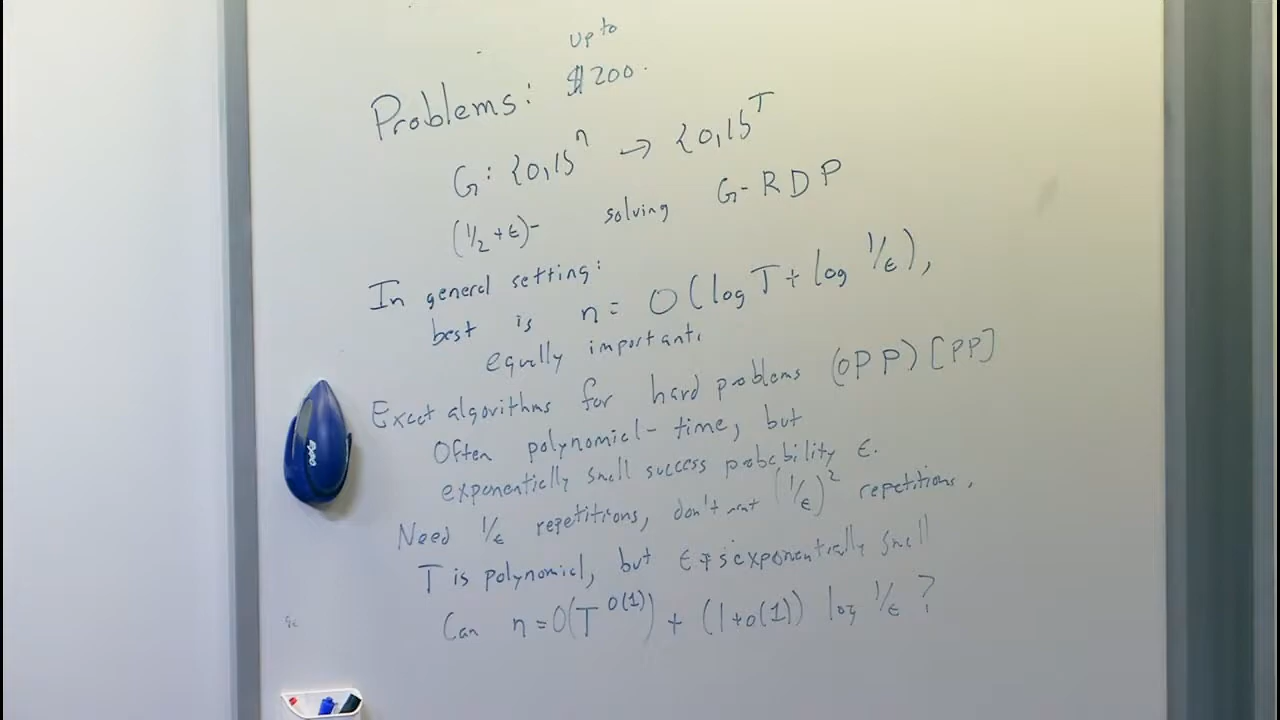 up to
Problems: $200.
G: {0,1}ⁿ → {0,1}ᵀ
(1/2 + ε)- solving G-RDP
In general setting:
best is n = O(log T + log 1/ε),
equally important.
Exact algorithms for hard problems (OPP) [PP]
Often polynomial-time, but
exponentially small success probability ε.
Need 1/ε repetitions, don't want (1/ε)² repetitions.
T is polynomial, but ε is exponentially small
Can n = O(T^O(1)) + (1+o(1)) log 1/ε ?
EXPO